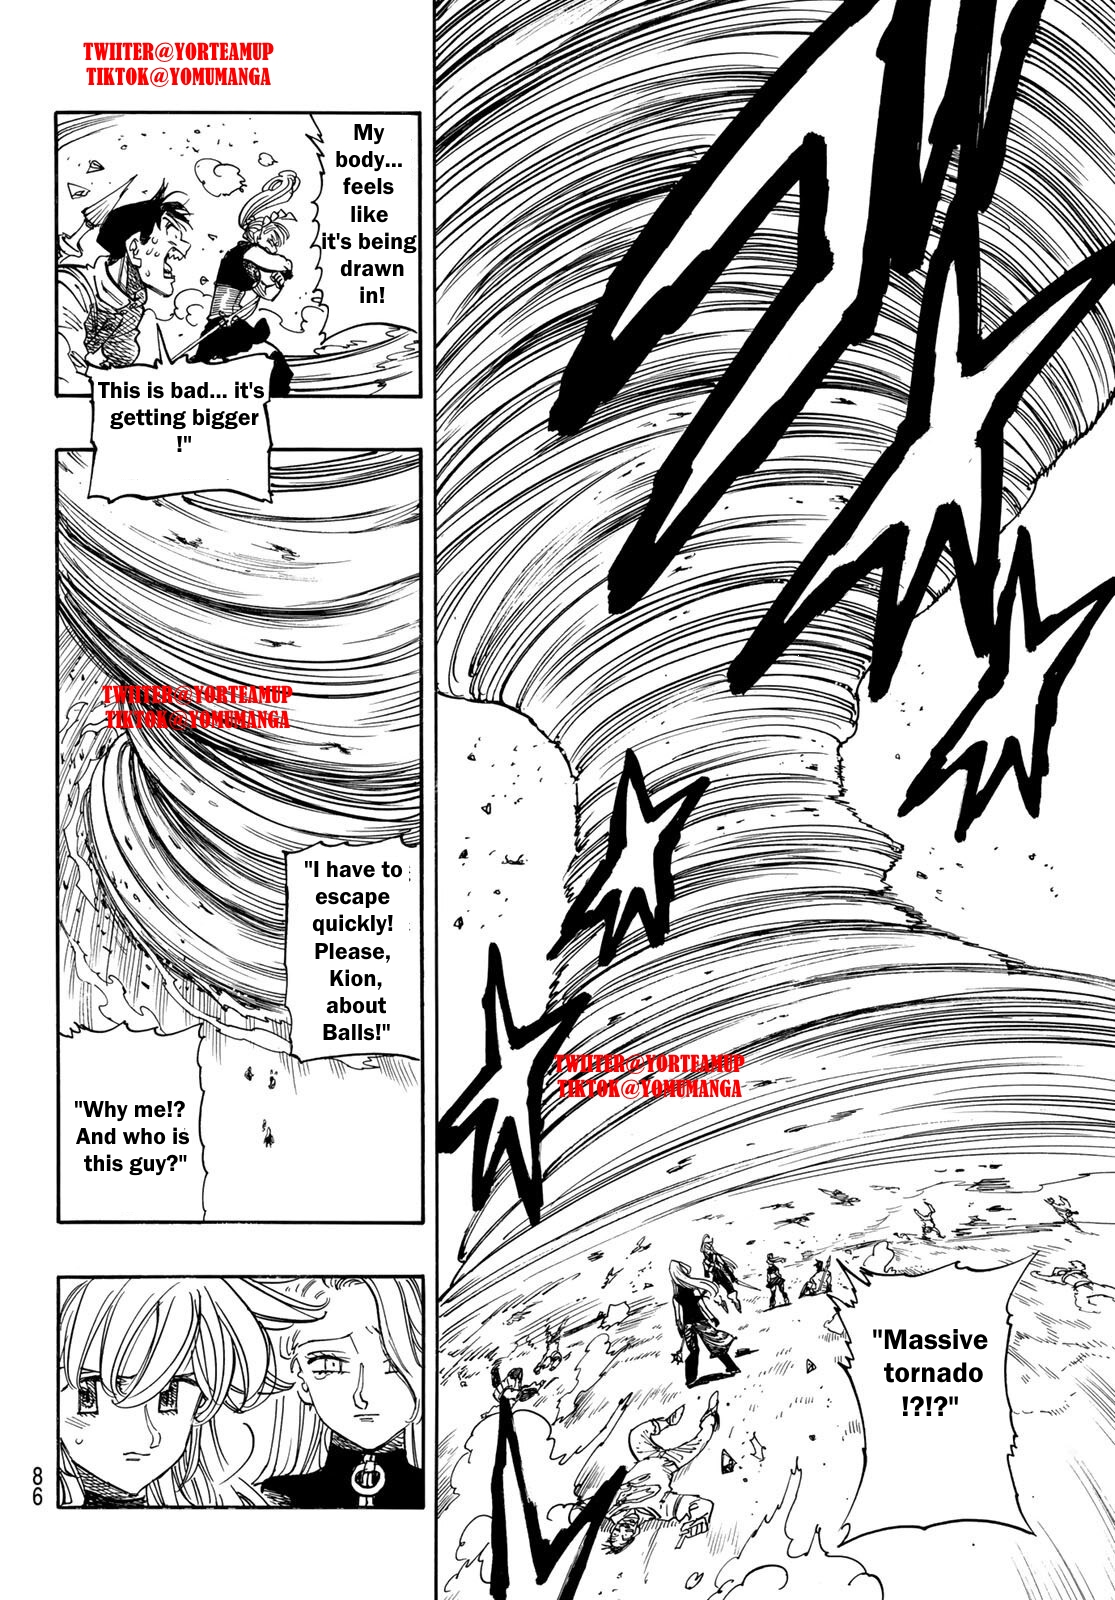 TWIITER@YORTEAMUP
TIKTOK@YOMUMANGA
"Massive
tornado
!?!?"
TWIITER@YORTEAMUP
TIKTOK@YOMUMANGA
My
body...
feels
like
it's being
drawn
in!
This is bad... it's
getting bigger
!"
TWIITER@YORTEAMUP
TIKTOK@YOMUMANGA
"I have to
escape
quickly!
Please,
Kion,
about
Balls!"
"Why me!?
And who is
this guy?"
86